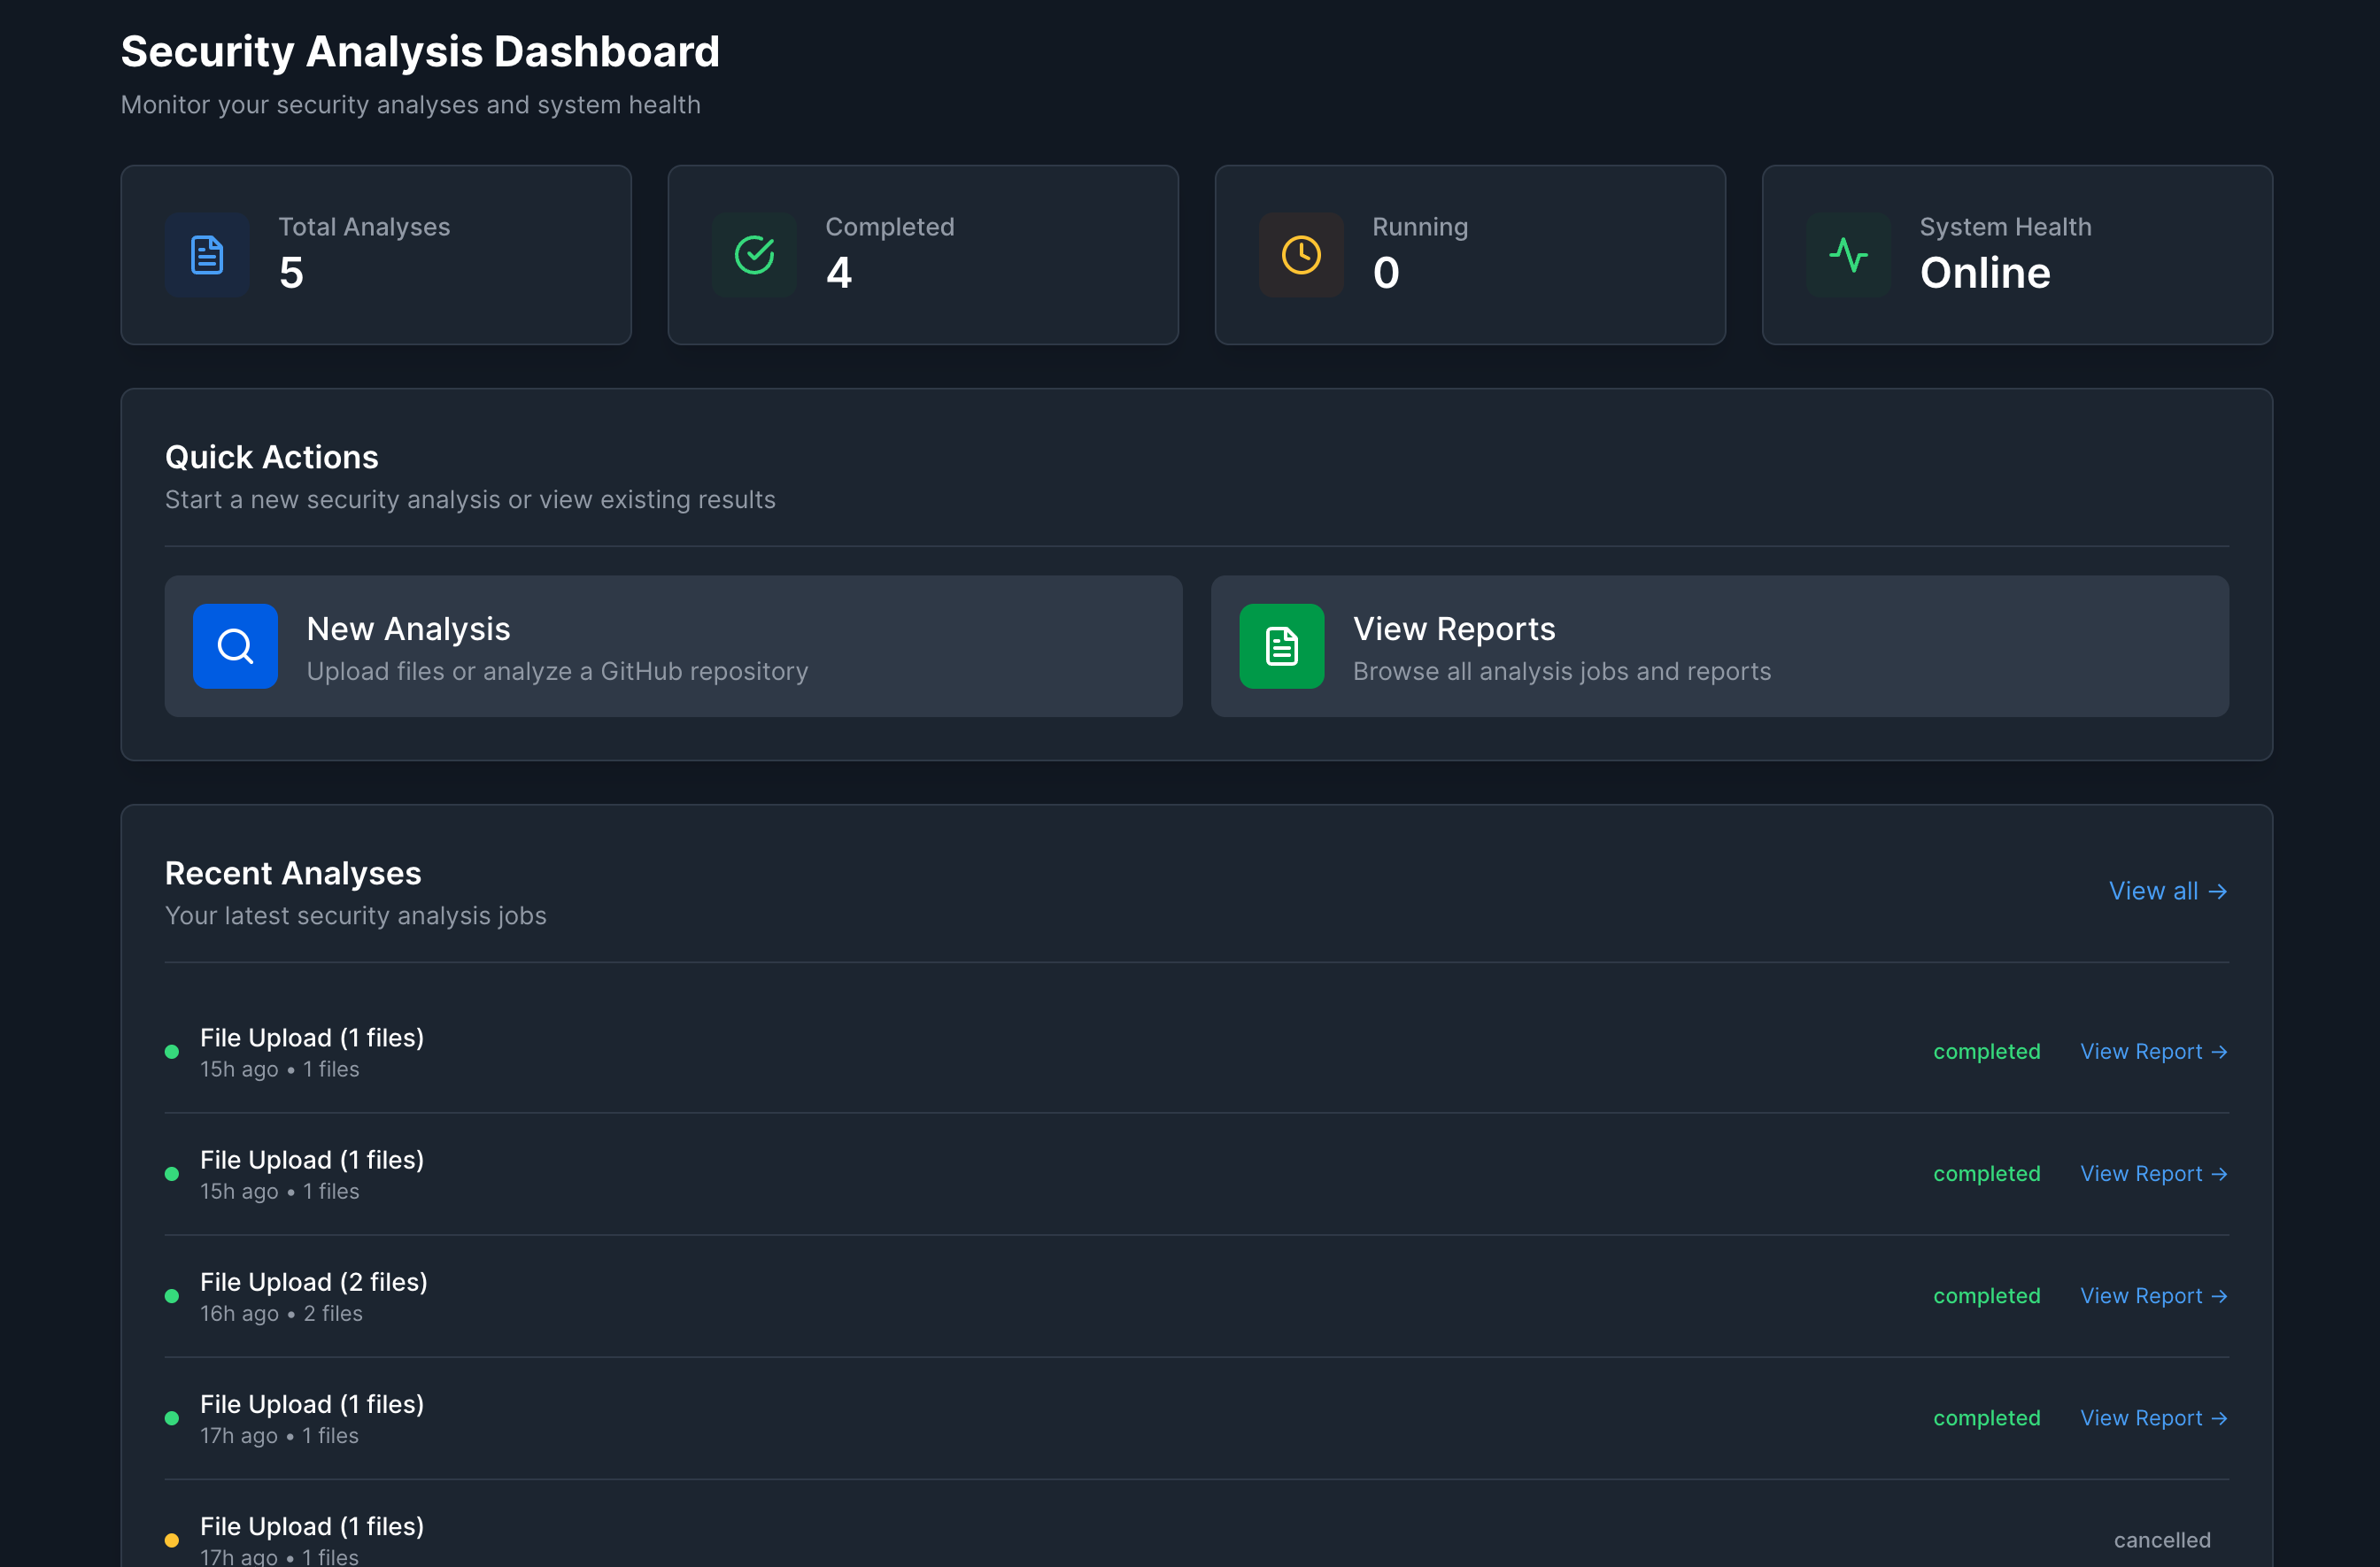 Security Analysis Dashboard
Monitor your security analyses and system health
Total Analyses
5
Completed
4
Running
0
System Health
Online
Quick Actions
Start a new security analysis or view existing results
New Analysis
Upload files or analyze a GitHub repository
View Reports
Browse all analysis jobs and reports
Recent Analyses
Your latest security analysis jobs
View all →
File Upload (1 files)
15h ago • 1 files
completed
View Report →
File Upload (1 files)
15h ago • 1 files
completed
View Report →
File Upload (2 files)
16h ago • 2 files
completed
View Report →
File Upload (1 files)
17h ago • 1 files
completed
View Report →
File Upload (1 files)
17h ago • 1 files
cancelled